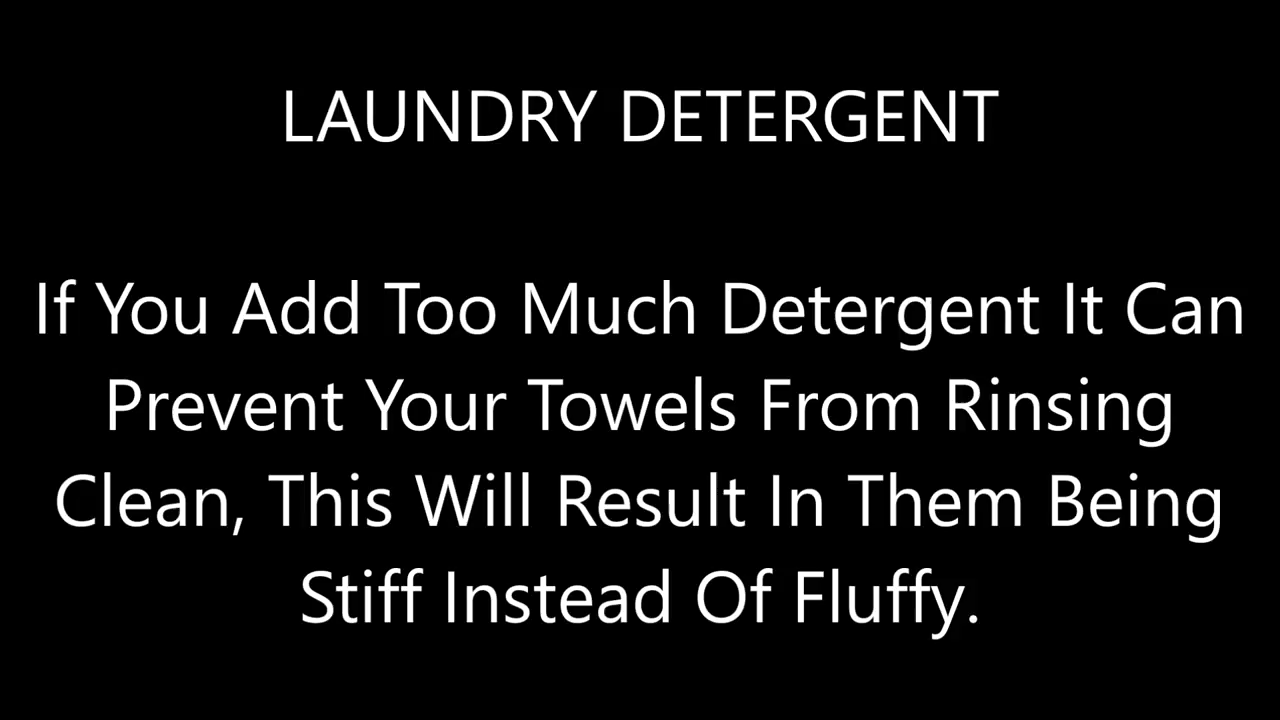 LAUNDRY DETERGENT
If You Add Too Much Detergent It Can
Prevent Your Towels From Rinsing
Clean, This Will Result In Them Being
Stiff Instead Of Fluffy.